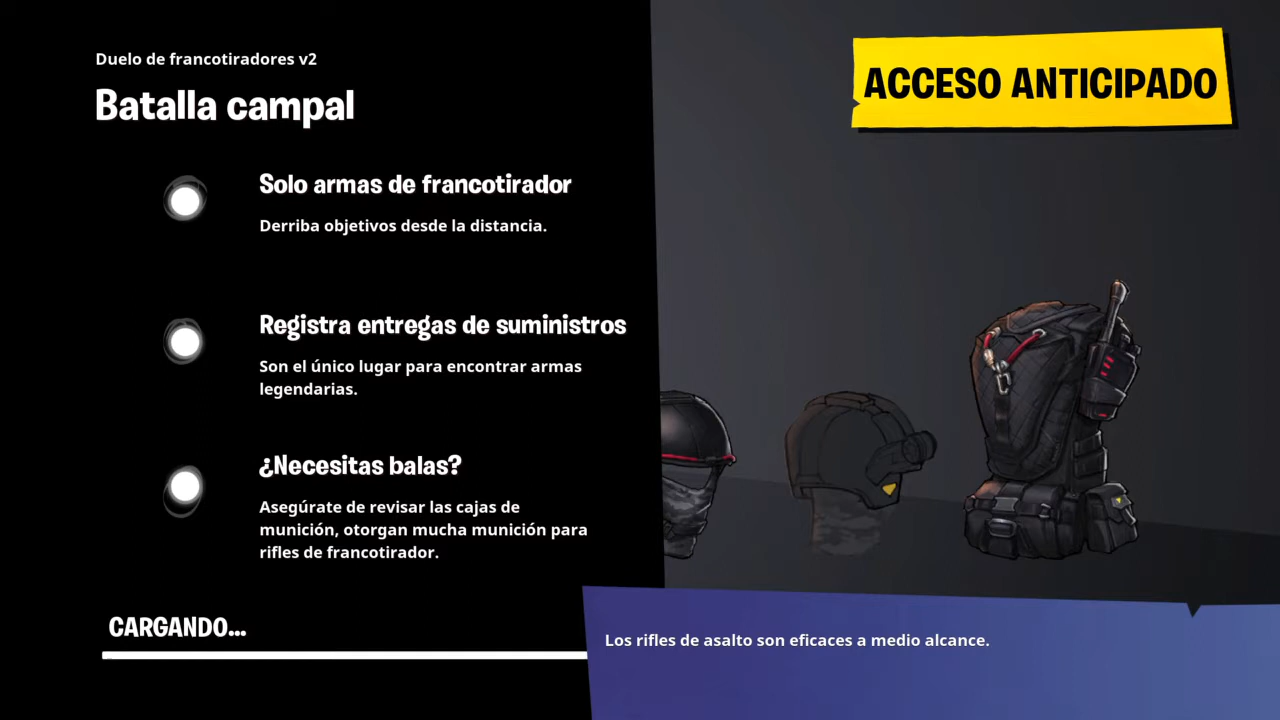 Duelo de francotiradores v2
Batalla campal
ACCESO ANTICIPADO
Solo armas de francotirador
Derriba objetivos desde la distancia.
Registra entregas de suministros
Son el único lugar para encontrar armas
legendarias.
¿Necesitas balas?
Asegúrate de revisar las cajas de
munición, otorgan mucha munición para
rifles de francotirador.
CARGANDO...
Los rifles de asalto son eficaces a medio alcance.